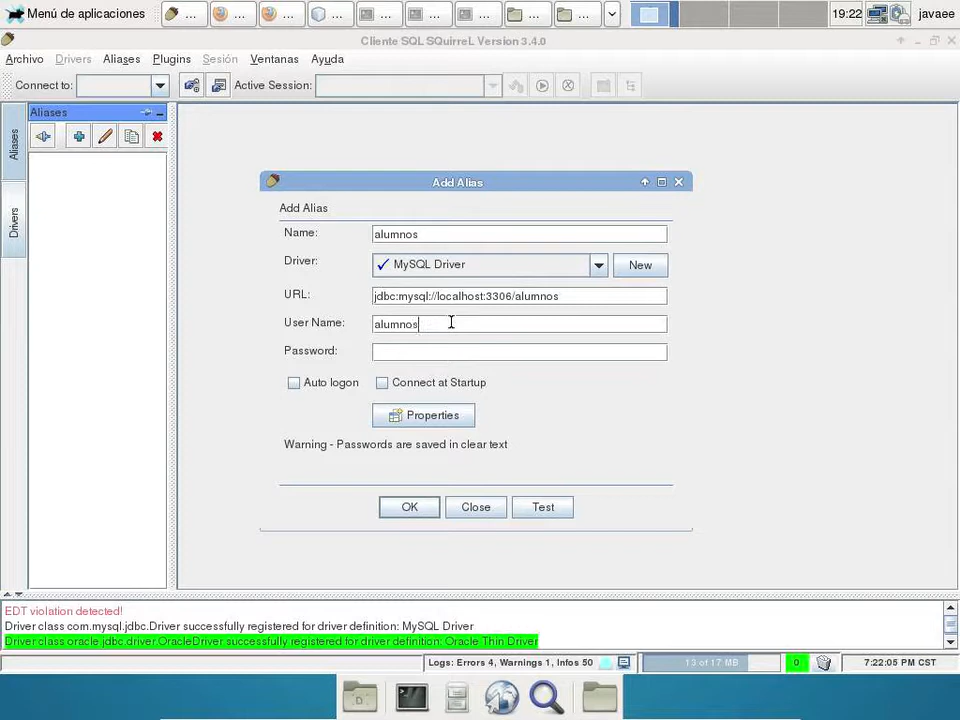 Menú de aplicaciones
...
...
...
...
...
...
...
...
...
19:22
javaee
Cliente SQL SQuirreL Version 3.4.0
Archivo Drivers Aliases Plugins Sesión Ventanas Ayuda
Connect to:
Active Session:
Aliases
Aliases
Drivers
Add Alias
Add Alias
Name: alumnos
Driver: MySQL Driver New
URL: jdbc:mysql://localhost:3306/alumnos
User Name: alumnos
Password:
Auto logon Connect at Startup
Properties
Warning - Passwords are saved in clear text
OK Close Test
EDT violation detected!
Driver class com.mysql.jdbc.Driver successfully registered for driver definition: MySQL Driver
Driver class oracle.jdbc.driver.OracleDriver successfully registered for driver definition: Oracle Thin Driver
Logs: Errors 4, Warnings 1, Infos 50 13 of 17 MB 0 7:22:05 PM CST